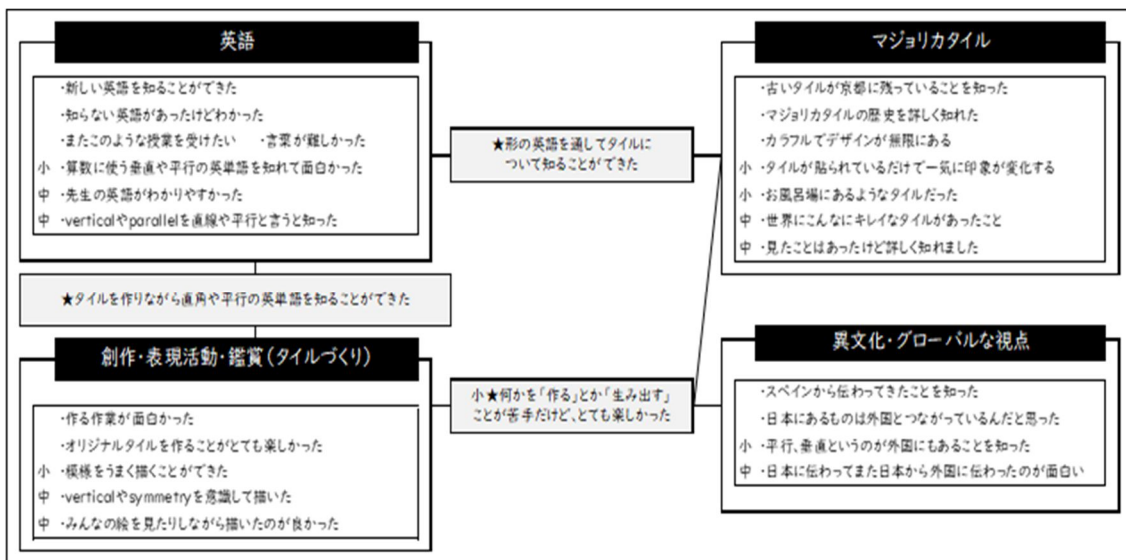 英語
・新しい英語を知ることができた
・知らない英語があったけどわかった
・またこのような授業を受けたい ・言葉が難しかった
小 ・算数に使う垂直や平行の英単語を知れて面白かった
中 ・先生の英語がわかりやすかった
中 ・verticalやparallelを直線や平行と言うと知った
★形の英語を通してタイルに
ついて知ることができた
マジョリカタイル
・古いタイルが京都に残っていることを知った
・マジョリカタイルの歴史を詳しく知れた
・カラフルでデザインが無限にある
小 ・タイルが貼られているだけで一気に印象が変化する
小 ・お風呂場にあるようなタイルだった
中 ・世界にこんなにキレイなタイルがあったこと
中 ・見たことはあったけど詳しく知れました
★タイルを作りながら直角や平行の英単語を知ることができた
創作・表現活動・鑑賞(タイルづくり)
・作る作業が面白かった
・オリジナルタイルを作ることがとても楽しかった
小 ・模様をうまく描くことができた
中 ・verticalやsymmetryを意識して描いた
中 ・みんなの絵を見たりしながら描いたのが良かった
小 ★何かを「作る」とか「生み出す」
ことが苦手だけど、とても楽しかった
異文化・グローバルな視点
・スペインから伝わってきたことを知った
・日本にあるものは外国とつながっているんだと思った
小 ・平行、垂直というのが外国にもあることを知った
中 ・日本に伝わってまた日本から外国に伝わったのが面白い